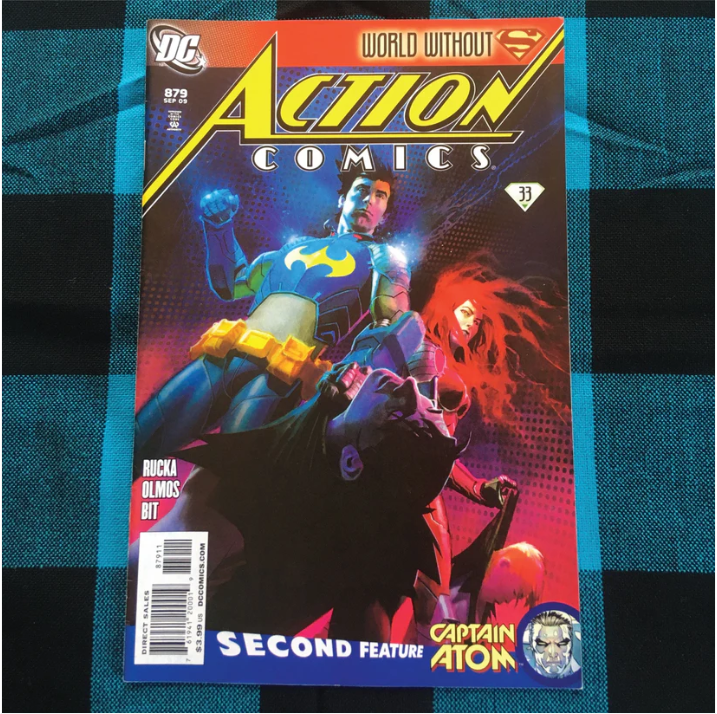 DC
WORLD WITHOUT
879
SEP 09
ACTION
COMICS
33
RUCKA
OLMOS
BIT
87911
DIRECT SALES
$3.99 US DCCOMICS.COM
SECOND FEATURE
CAPTAIN
ATOM